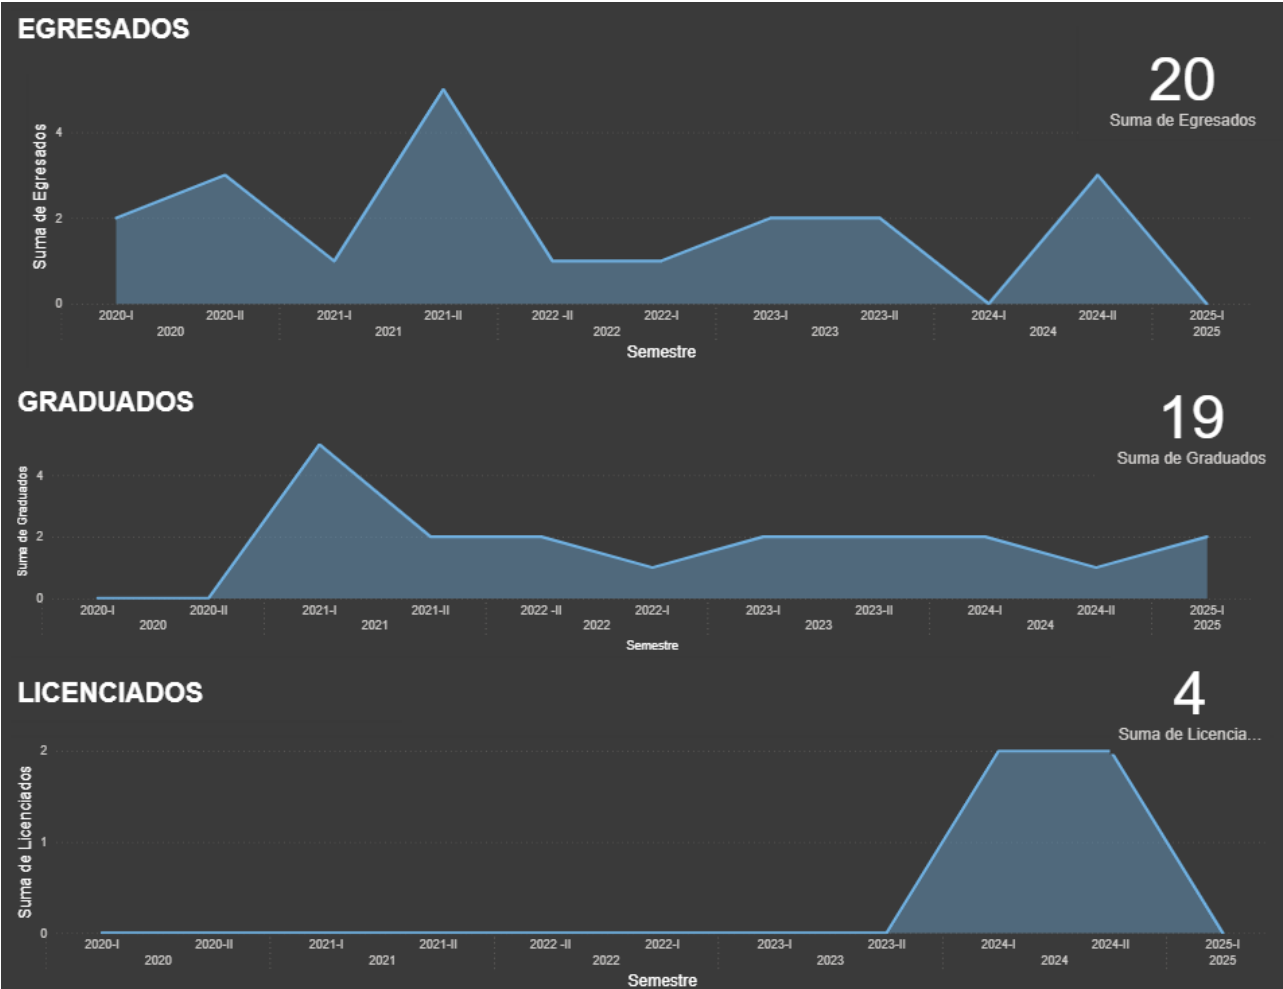 EGRESADOS
20
Suma de Egresados
Suma de Egresados
4
2
0
2020-I 2020-II 2021-I 2021-II 2022 -II 2022-I 2023-I 2023-II 2024-I 2024-II 2025-I
2020 2021 2022 2023 2024 2025
Semestre
GRADUADOS
19
Suma de Graduados
Suma de Graduados
4
2
0
2020-I 2020-II 2021-I 2021-II 2022 -II 2022-I 2023-I 2023-II 2024-I 2024-II 2025-I
2020 2021 2022 2023 2024 2025
Semestre
LICENCIADOS
4
Suma de Licencia...
Suma de Licenciados
2
1
0
2020-I 2020-II 2021-I 2021-II 2022 -II 2022-I 2023-I 2023-II 2024-I 2024-II 2025-I
2020 2021 2022 2023 2024 2025
Semestre